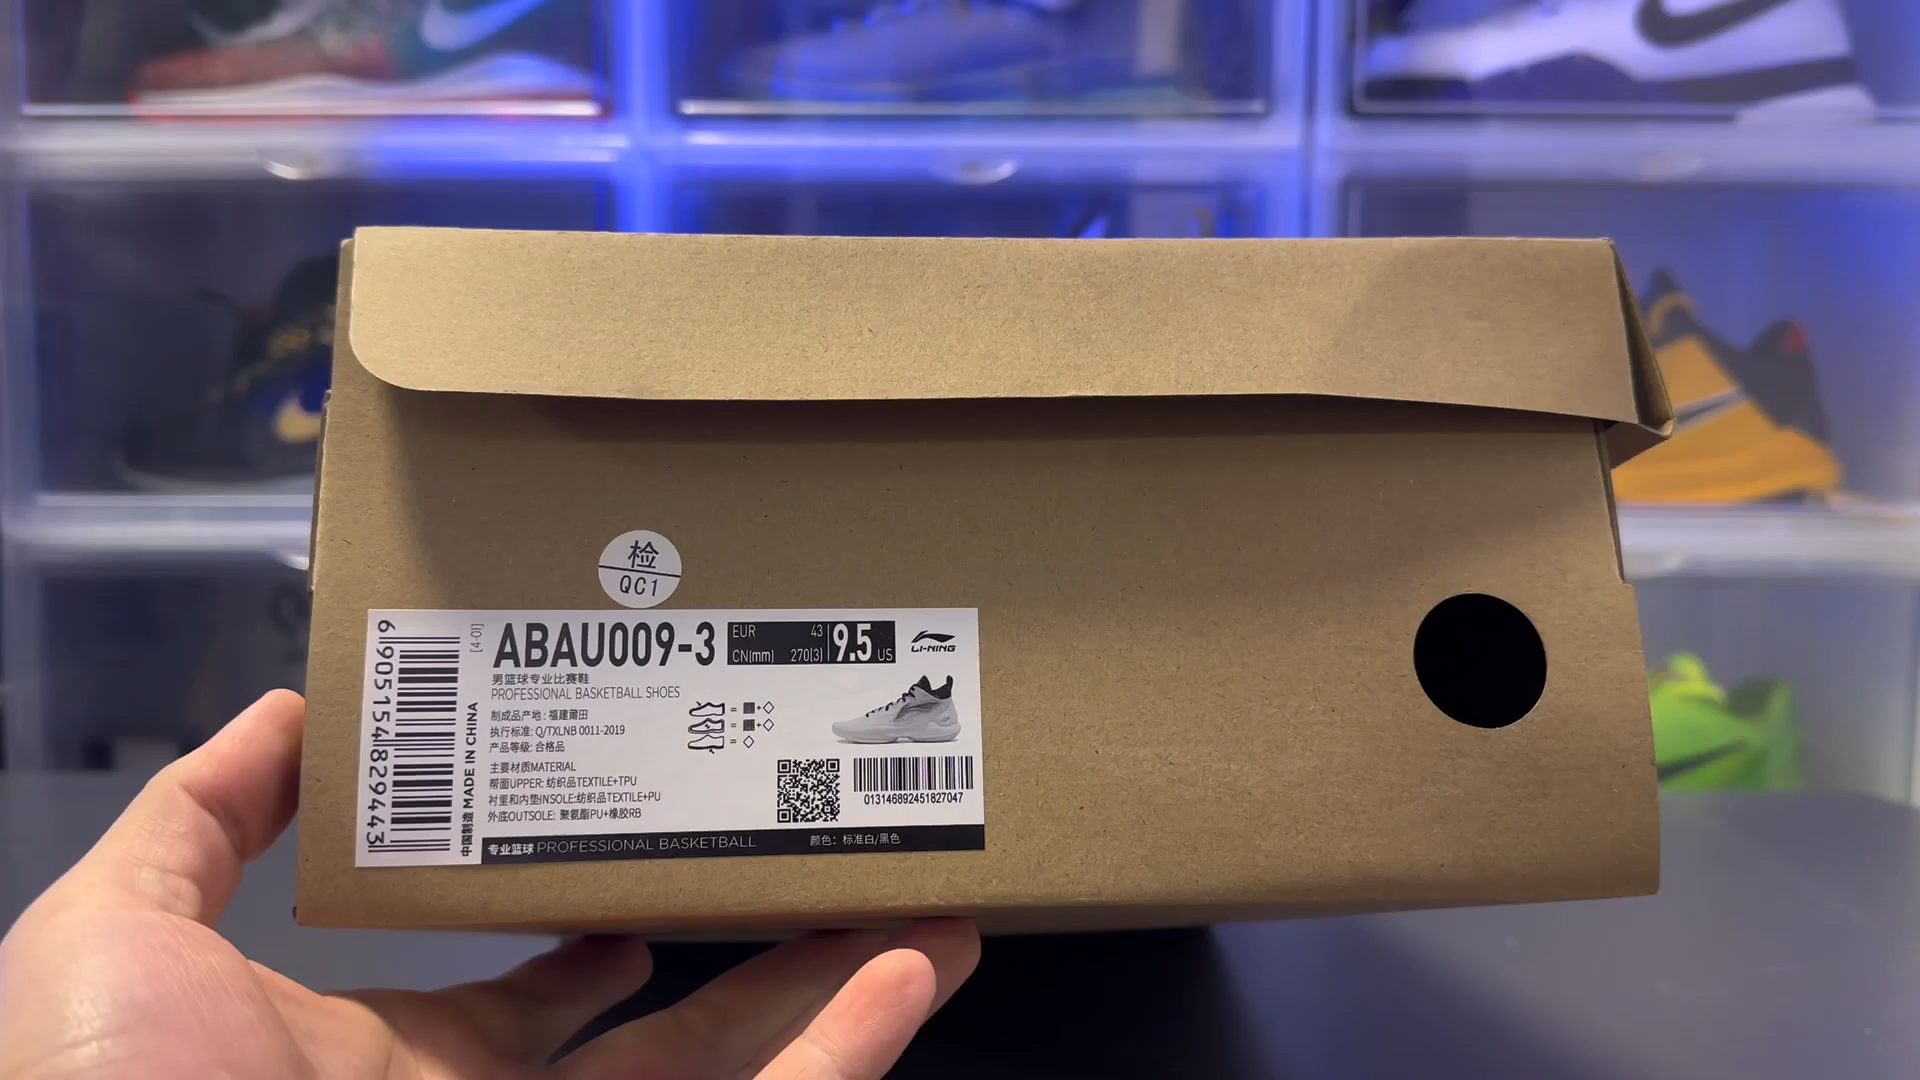 检
QC1
6 905154 829443
中国制造 MADE IN CHINA
[4-01]
ABAU009-3
EUR 43
CN(mm) 270(3)
9.5 US
LI-NING
男篮球专业比赛鞋
PROFESSIONAL BASKETBALL SHOES
制成品产地: 福建莆田
执行标准: Q/TXLNB 0011-2019
产品等级: 合格品
主要材质MATERIAL
帮面UPPER: 纺织品TEXTILE+TPU
衬里和内垫INSOLE:纺织品TEXTILE+PU
外底OUTSOLE: 聚氨酯PU+橡胶RB
013146892451827047
专业篮球 PROFESSIONAL BASKETBALL
颜色: 标准白/黑色